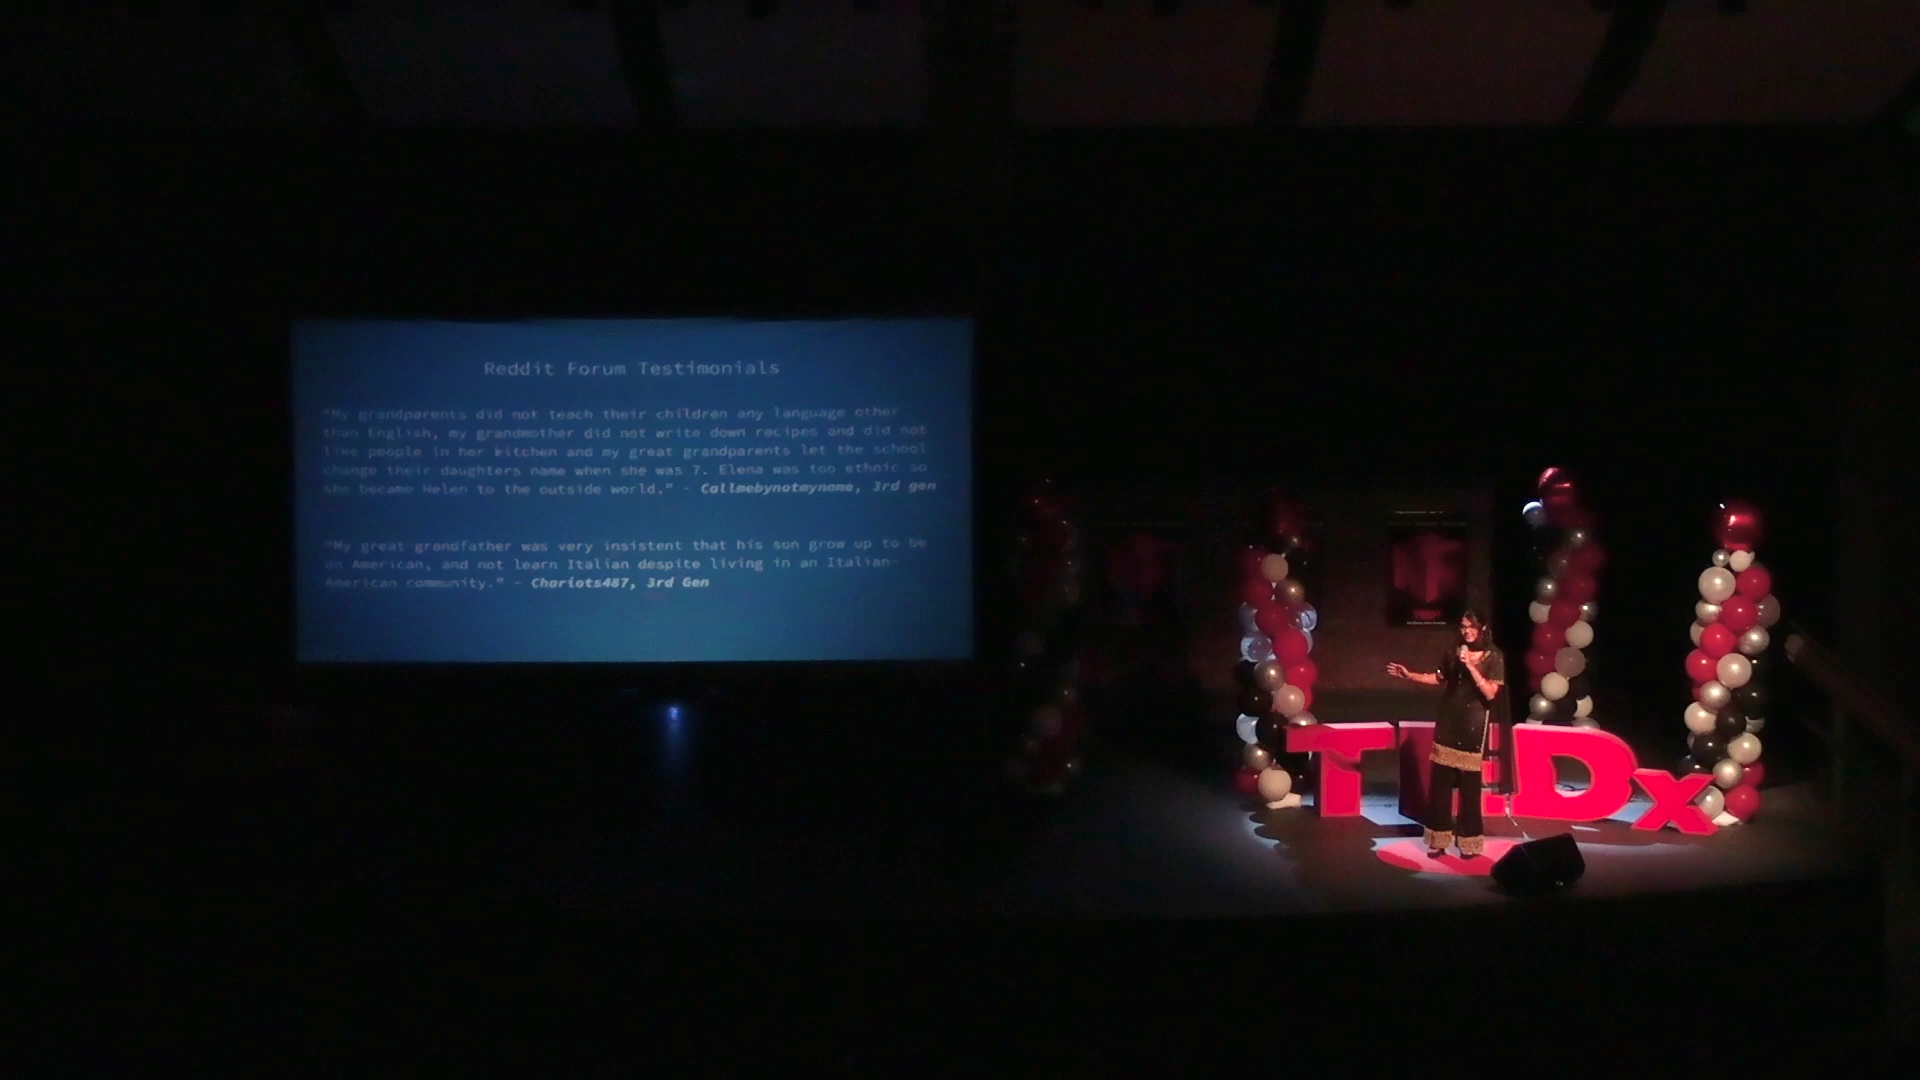 Reddit Forum Testimonials
"My grandparents did not teach their children any language other
than English, my grandmother did not write down recipes and did not
like people in her kitchen and my great grandparents let the school
change their daughters name when she was 7. Elena was too ethnic so
she became Helen to the outside world." - Callmebynotmyname, 3rd gen
"My great grandfather was very insistent that his son grow up to be
an American, and not learn Italian despite living in an Italian-
American community." - Chariots487, 3rd Gen
TEDx